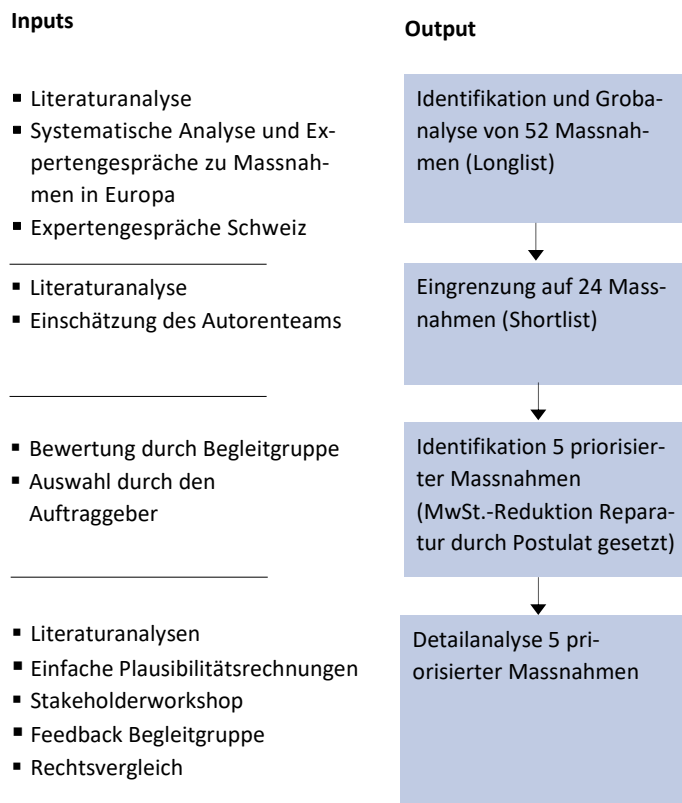 Inputs
Output
▪ Literaturanalyse
▪ Systematische Analyse und Ex-
pertengespräche zu Massnah-
men in Europa
▪ Expertengespräche Schweiz
Identifikation und Grob-
analyse von 52 Massnah-
men (Longlist)
▪ Literaturanalyse
▪ Einschätzung des Autorenteams
Eingrenzung auf 24 Mass-
nahmen (Shortlist)
▪ Bewertung durch Begleitgruppe
▪ Auswahl durch den
Auftraggeber
Identifikation 5 priorisier-
ter Massnahmen
(MwSt.-Reduktion Repara-
tur durch Postulat gesetzt)
▪ Literaturanalysen
▪ Einfache Plausibilitätsrechnungen
▪ Stakeholderworkshop
▪ Feedback Begleitgruppe
▪ Rechtsvergleich
Detailanalyse 5 pri-
orisierter Massnahmen